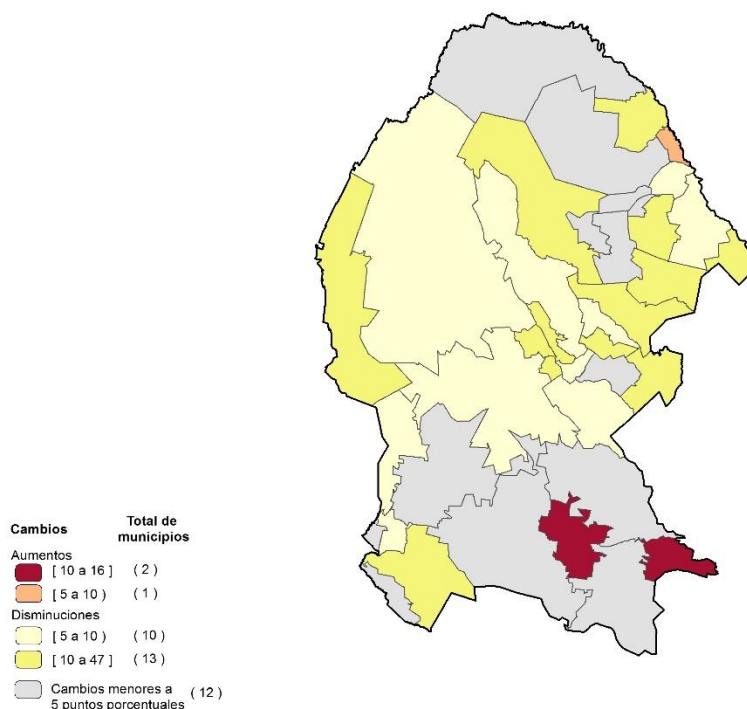 Cambios Total de municipios
Aumentos
[ 10 a 16 ] ( 2 )
[ 5 a 10 ) ( 1 )
Disminuciones
[ 5 a 10 ) ( 10 )
[ 10 a 47 ] ( 13 )
Cambios menores a ( 12 )
5 puntos porcentuales